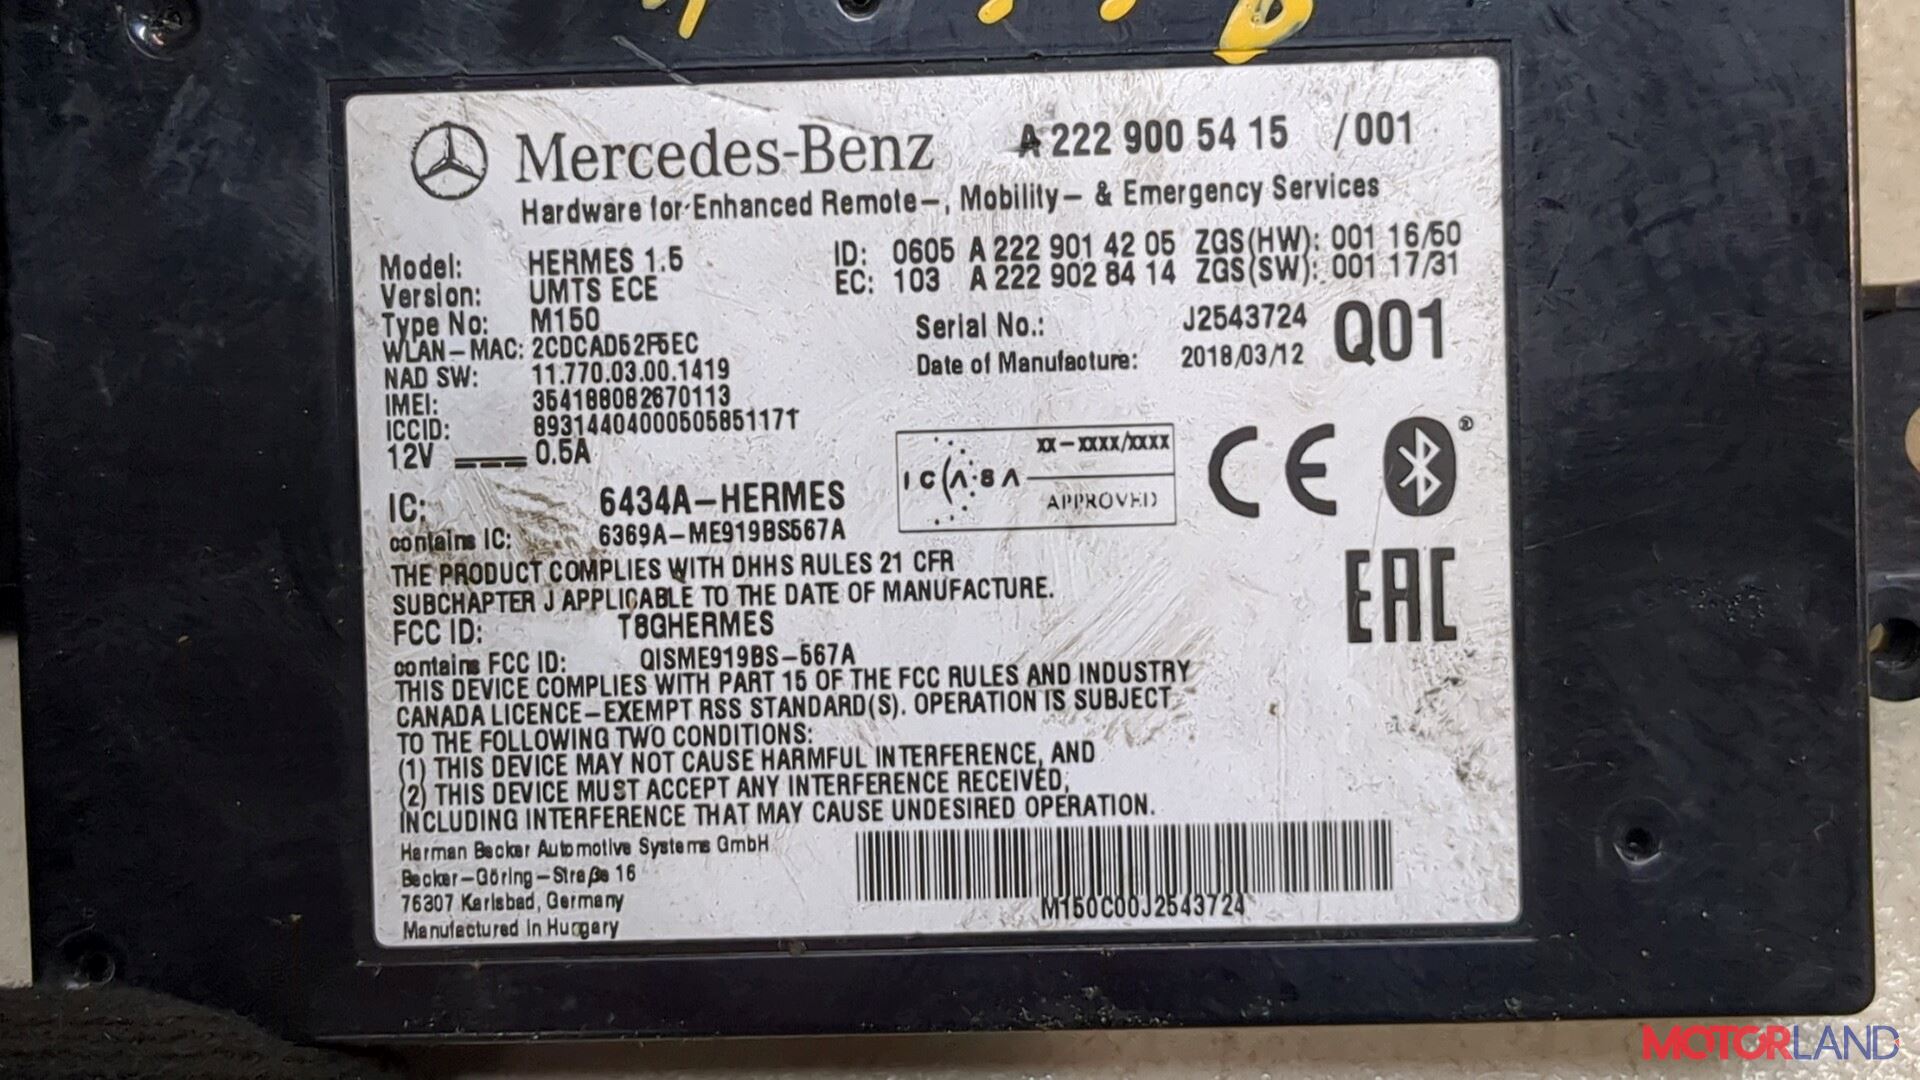 Mercedes-Benz A 222 900 5415 /001
Hardware for Enhanced Remote-, Mobility- & Emergency Services
Model: HERMES 1.5
Version: UMTS ECE
Type No: M150
WLAN-MAC: 2CDCAD52F5EC
NAD SW: 11.770.03.00.1419
IMEI: 354188082670113
ICCID: 89314404000505851171
12V 0.5A
ID: 0605 A 222 901 42 05 ZGS(HW): 001 16/50
EC: 103 A 222 902 84 14 ZGS(SW): 001 17/31
Serial No.: J2543724
Date of Manufacture: 2018/03/12
Q01
IC: 6434A-HERMES
contains IC: 6369A-ME919BS567A
ICASA
XX-XXXX/XXXX
APPROVED
CE
EAC
THE PRODUCT COMPLIES WITH DHHS RULES 21 CFR
SUBCHAPTER J APPLICABLE TO THE DATE OF MANUFACTURE.
FCC ID: T8GHERMES
contains FCC ID: QISME919BS-567A
THIS DEVICE COMPLIES WITH PART 15 OF THE FCC RULES AND INDUSTRY
CANADA LICENCE-EXEMPT RSS STANDARD(S). OPERATION IS SUBJECT
TO THE FOLLOWING TWO CONDITIONS:
(1) THIS DEVICE MAY NOT CAUSE HARMFUL INTERFERENCE, AND
(2) THIS DEVICE MUST ACCEPT ANY INTERFERENCE RECEIVED,
INCLUDING INTERFERENCE THAT MAY CAUSE UNDESIRED OPERATION.
Harman Becker Automotive Systems GmbH
Becker-Göring-Straße 16
76307 Karlsbad, Germany
Manufactured in Hungary
M150C00J2543724
MOTORLAND